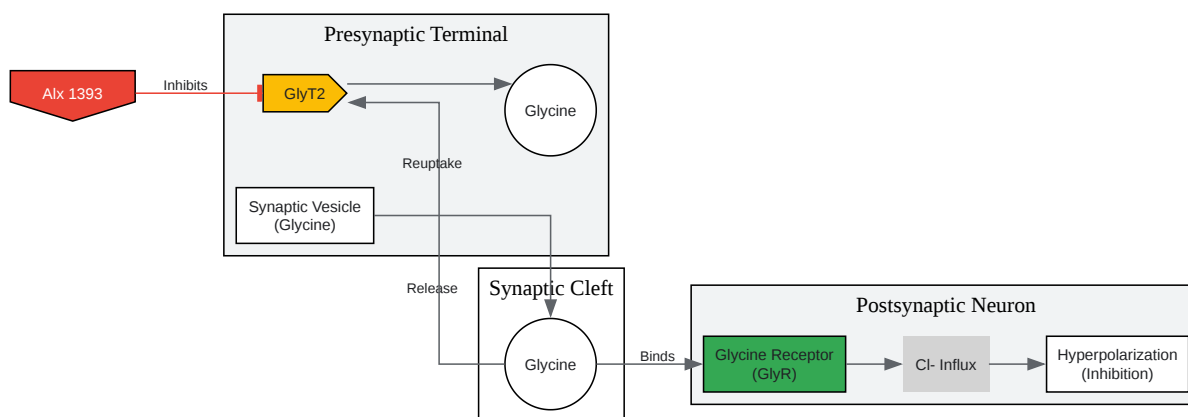 Presynaptic Terminal
Alx 1393
Inhibits
GlyT2
Glycine
Reuptake
Synaptic Vesicle
(Glycine)
Release
Synaptic Cleft
Glycine
Binds
Postsynaptic Neuron
Glycine Receptor
(GlyR)
Cl- Influx
Hyperpolarization
(Inhibition)